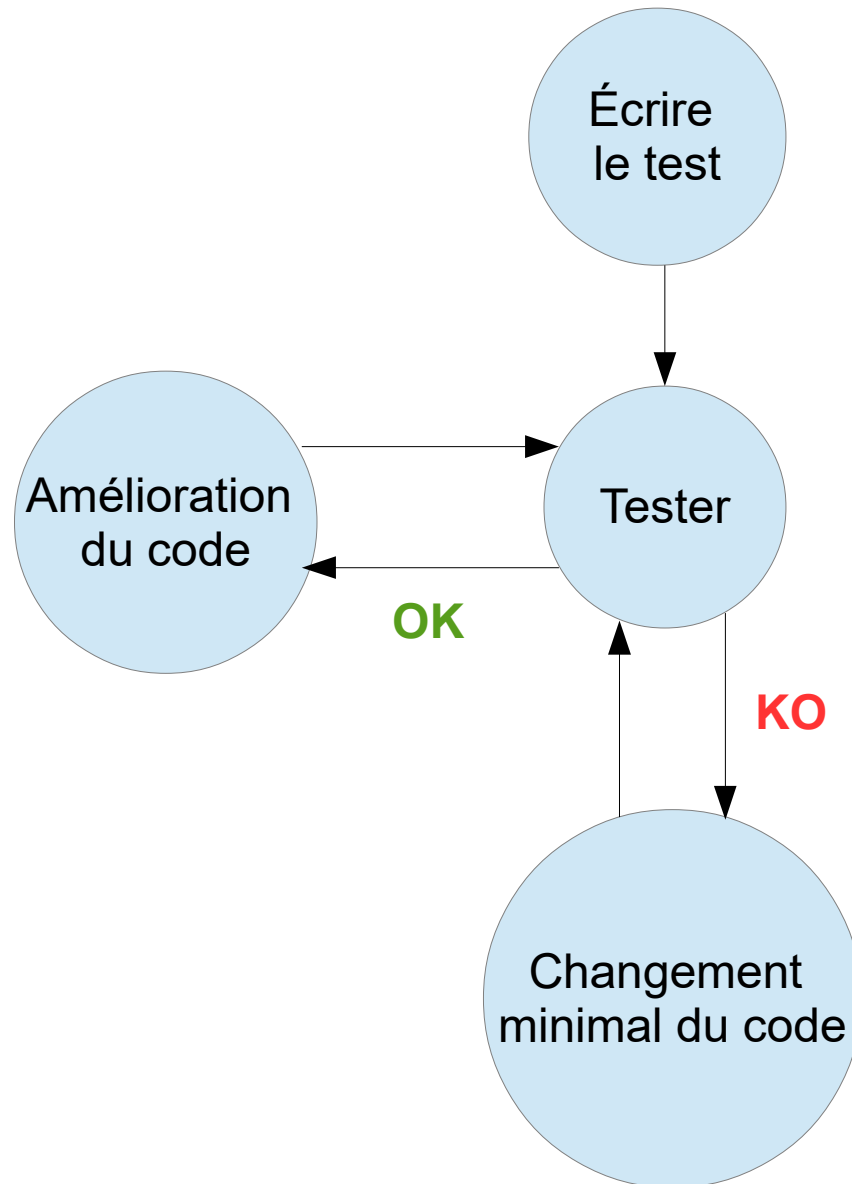 Écrire
le test
Amélioration
du code
Tester
OK
KO
Changement
minimal du code